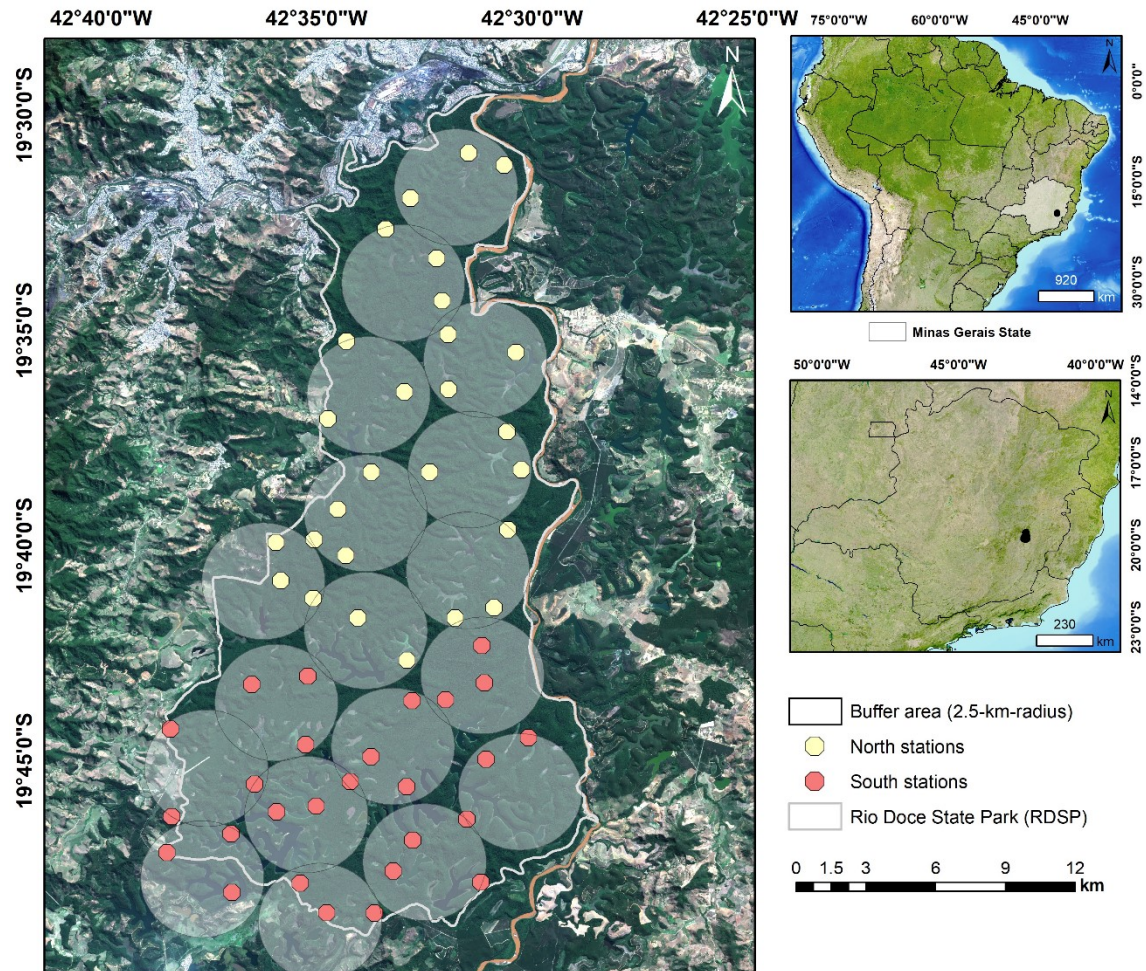 42°40'0"W 42°35'0"W 42°30'0"W 42°25'0"W
19°30'0"S
19°35'0"S
19°40'0"S
19°45'0"S
N
75°0'0"W 60°0'0"W 45°0'0"W
0°0'0"
15°0'0"S
30°0'0"S
N
920
km
Minas Gerais State
50°0'0"W 45°0'0"W 40°0'0"W
14°0'0"S
17°0'0"S
20°0'0"S
23°0'0"S
N
230
km
Buffer area (2.5-km-radius)
North stations
South stations
Rio Doce State Park (RDSP)
0 1.5 3 6 9 12
km